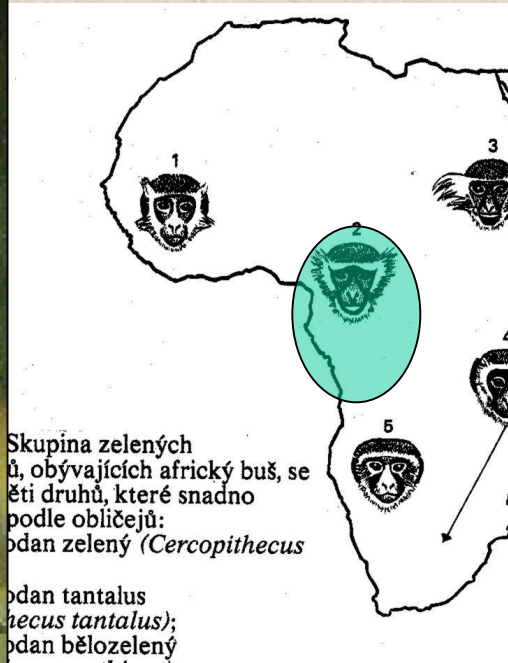 1
3
2
4
5
Skupina zelených
ů, obývajících africký buš, se
ěti druhů, které snadno
podle obličejů:
odan zelený (Cercopithecus
odan tantalus
hecus tantalus);
odan bělozelený